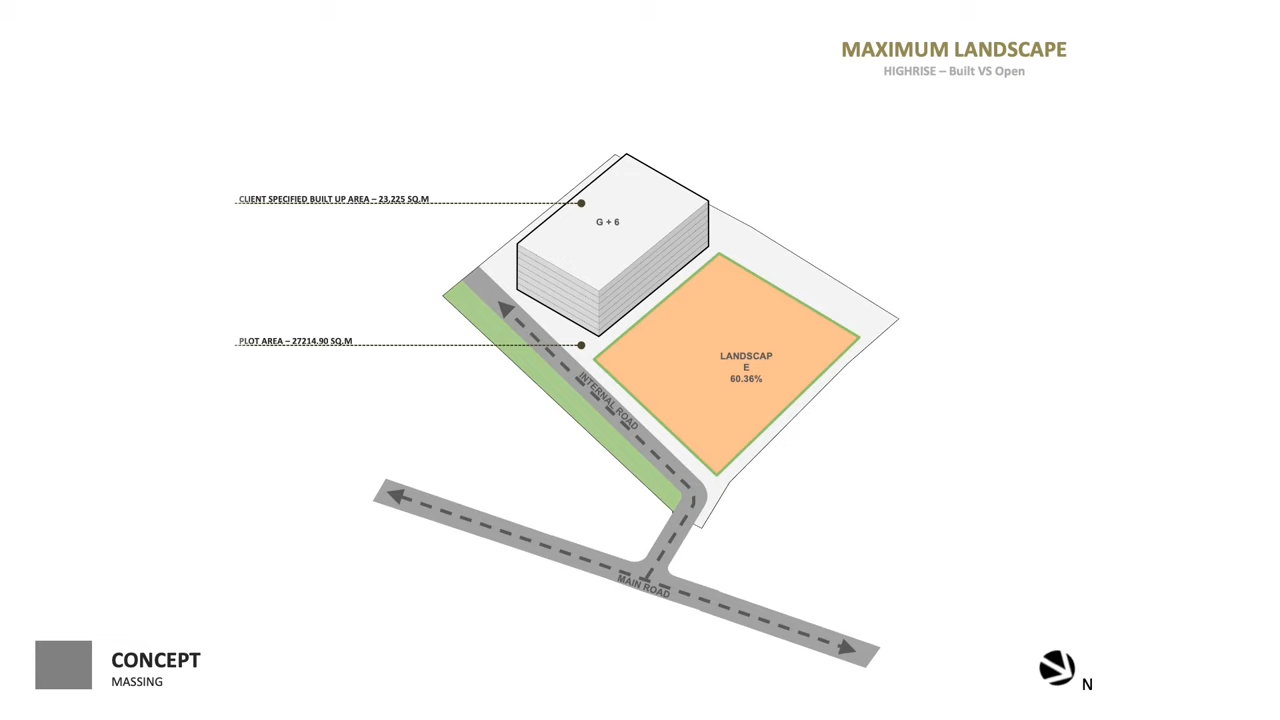 MAXIMUM LANDSCAPE
HIGHRISE – Built VS Open
CLIENT SPECIFIED BUILT UP AREA – 23,225 SQ.M
G + 6
PLOT AREA – 27214.90 SQ.M
LANDSCAP
E
60.36%
INTERNAL ROAD
MAIN ROAD
CONCEPT
MASSING
N